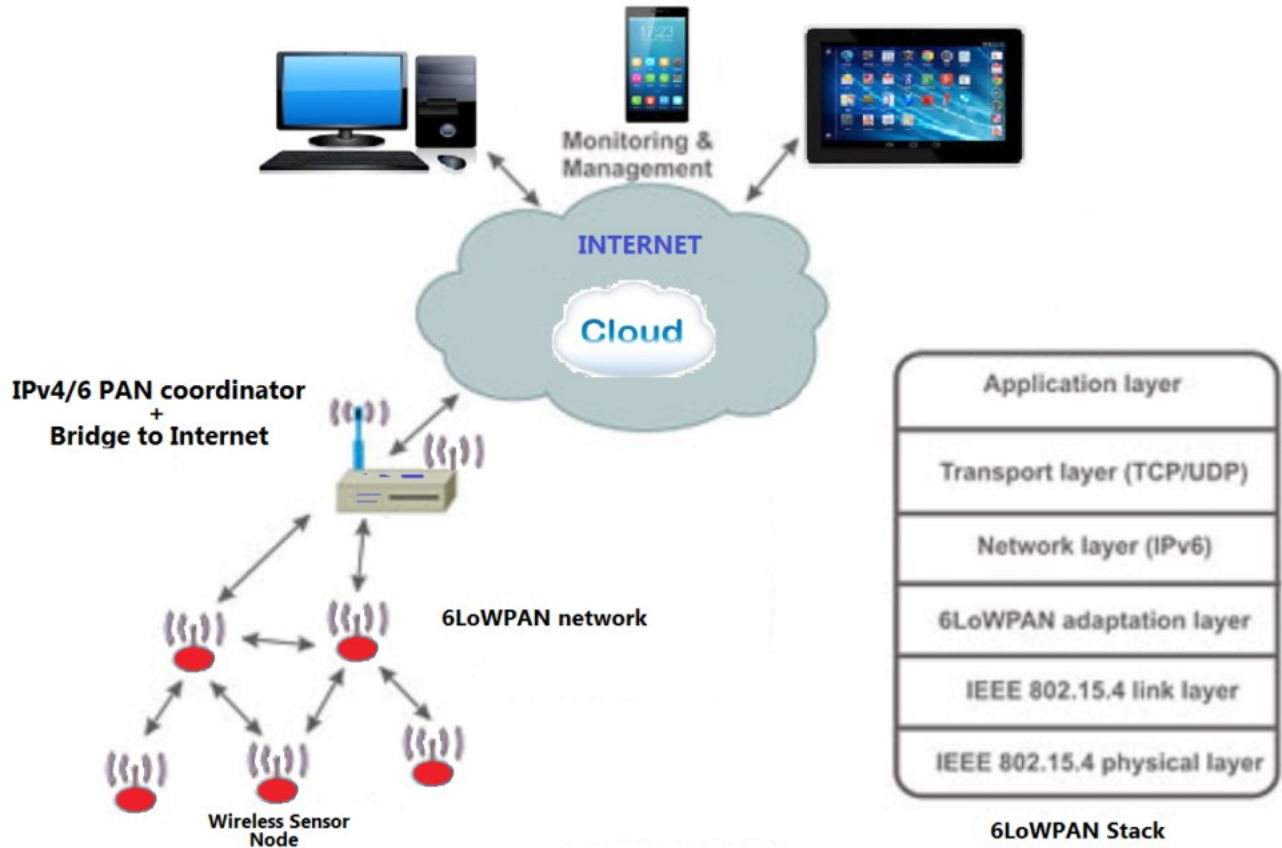 17:23
Monitoring &
Management
INTERNET
Cloud
IPv4/6 PAN coordinator
+
Bridge to Internet
6LoWPAN network
Wireless Sensor
Node
Application layer
Transport layer (TCP/UDP)
Network layer (IPv6)
6LoWPAN adaptation layer
IEEE 802.15.4 link layer
IEEE 802.15.4 physical layer
6LoWPAN Stack